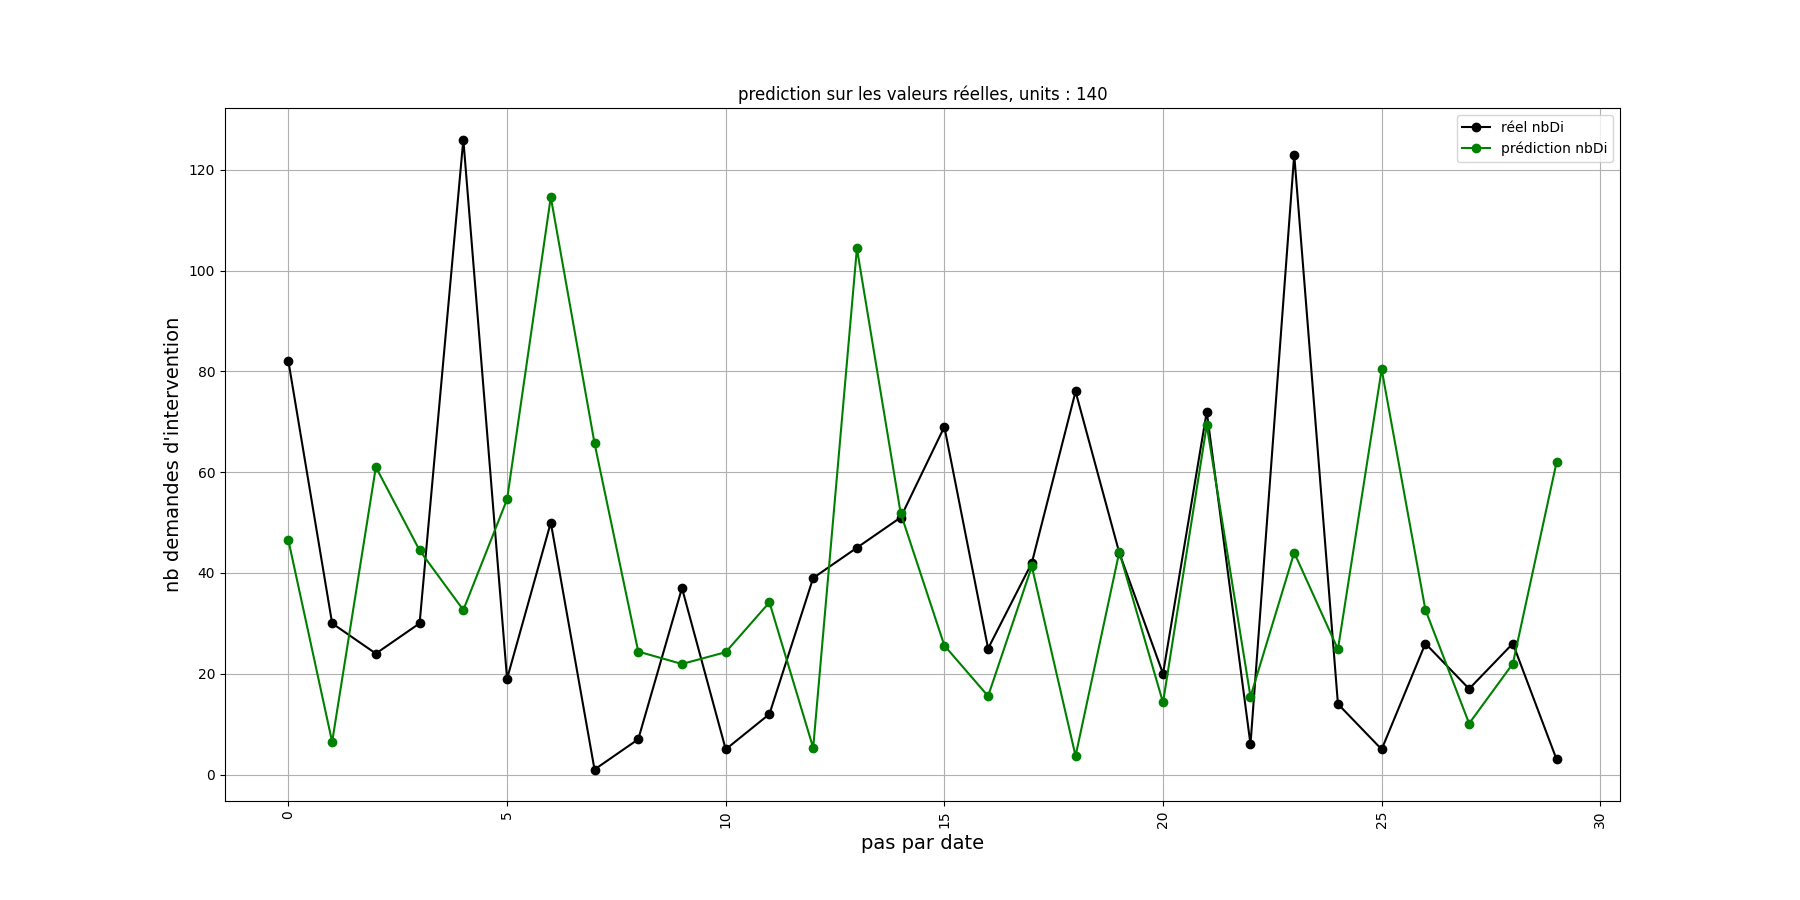 prediction sur les valeurs réelles, units : 140
réel nbDi
prédiction nbDi
nb demandes d'intervention
120
100
80
60
40
20
0
0 5 10 15 20 25 30
pas par date